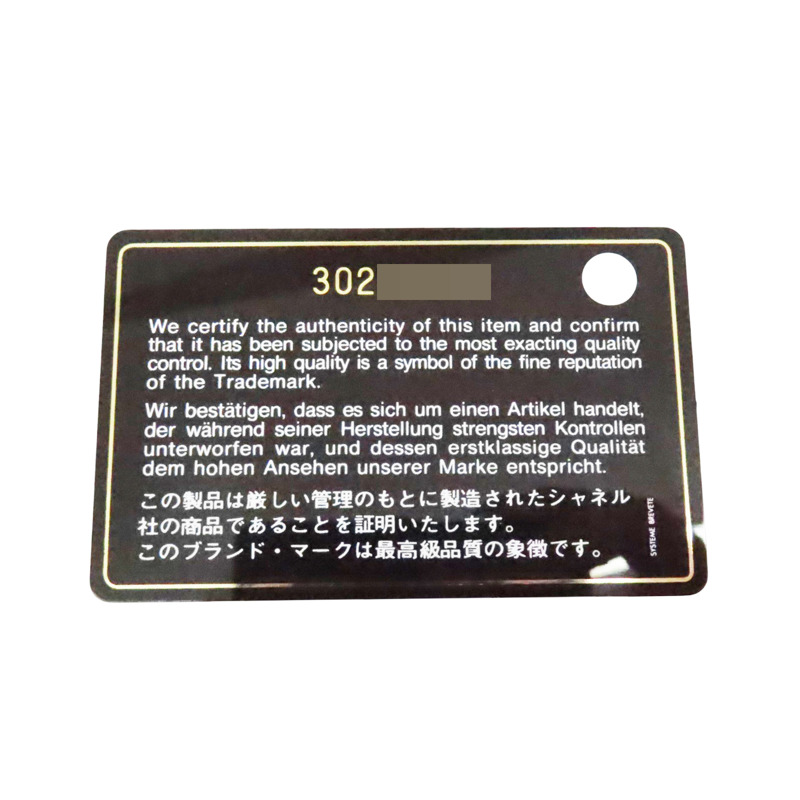 302
We certify the authenticity of this item and confirm
that it has been subjected to the most exacting quality
control. Its high quality is a symbol of the fine reputation
of the Trademark.
Wir bestätigen, dass es sich um einen Artikel handelt,
der während seiner Herstellung strengsten Kontrollen
unterworfen war, und dessen erstklassige Qualität
dem hohen Ansehen unserer Marke entspricht.
この製品は厳しい管理のもとに製造されたシャネル
社の商品であることを証明いたします。
このブランド・マークは最高級品質の象徴です。
SYSTEME BREVETE